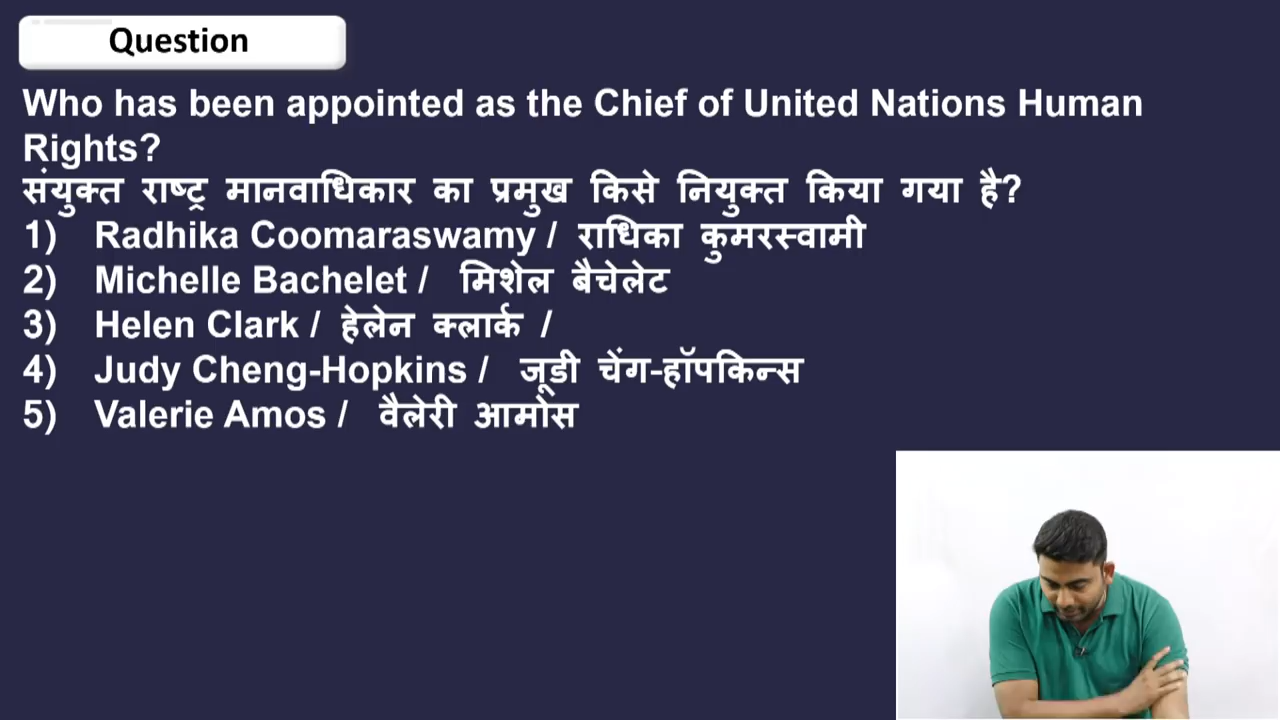 Question
Who has been appointed as the Chief of United Nations Human
Rights?
संयुक्त राष्ट्र मानवाधिकार का प्रमुख किसे नियुक्त किया गया है?
1) Radhika Coomaraswamy / राधिका कुमरस्वामी
2) Michelle Bachelet / मिशेल बैचेलेट
3) Helen Clark / हेलेन क्लार्क /
4) Judy Cheng-Hopkins / जूडी चेंग-हॉपकिन्स
5) Valerie Amos / वैलेरी आमोस